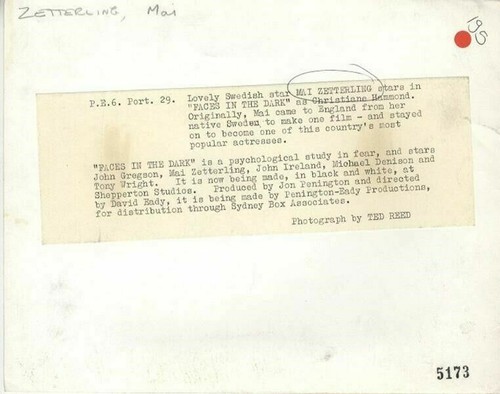 ZETTERLING, Mai
195
P.E.6. Port. 29. Lovely Swedish star MAI ZETTERLING stars in
"FACES IN THE DARK" as Christiane Hammond.
Originally, Mai came to England from her
native Sweden to make one film - and stayed
on to become one of this country's most
popular actresses.
"FACES IN THE DARK" is a psychological study in fear, and stars
John Gregson, Mai Zetterling, John Ireland, Michael Denison and
Tony Wright. It is now being made, in black and white, at
Shepperton Studios. Produced by Jon Penington and directed
by David Eady, it is being made by Penington-Eady Productions,
for distribution through Sydney Box Associates.
Photograph by TED REED
5173